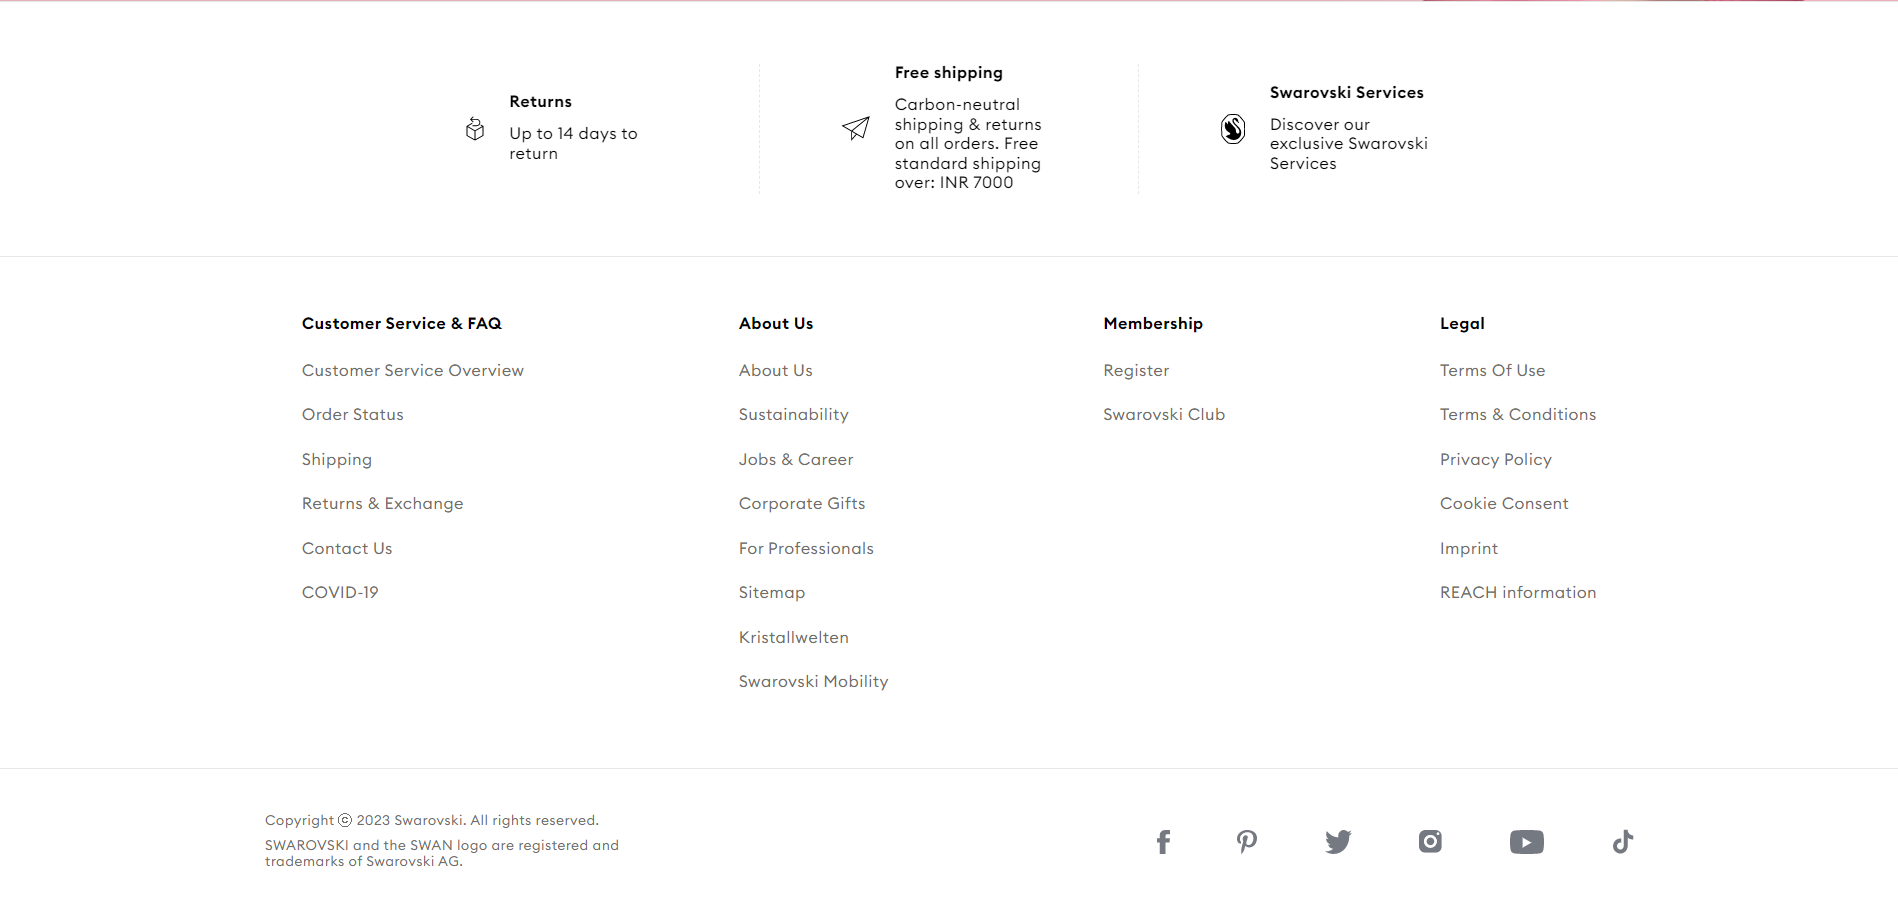 Returns
Up to 14 days to
return
Free shipping
Carbon-neutral
shipping & returns
on all orders. Free
standard shipping
over: INR 7000
Swarovski Services
Discover our
exclusive Swarovski
Services
Customer Service & FAQ
Customer Service Overview
Order Status
Shipping
Returns & Exchange
Contact Us
COVID-19
About Us
About Us
Sustainability
Jobs & Career
Corporate Gifts
For Professionals
Sitemap
Kristallwelten
Swarovski Mobility
Membership
Register
Swarovski Club
Legal
Terms Of Use
Terms & Conditions
Privacy Policy
Cookie Consent
Imprint
REACH information
Copyright © 2023 Swarovski. All rights reserved.
SWAROVSKI and the SWAN logo are registered and
trademarks of Swarovski AG.